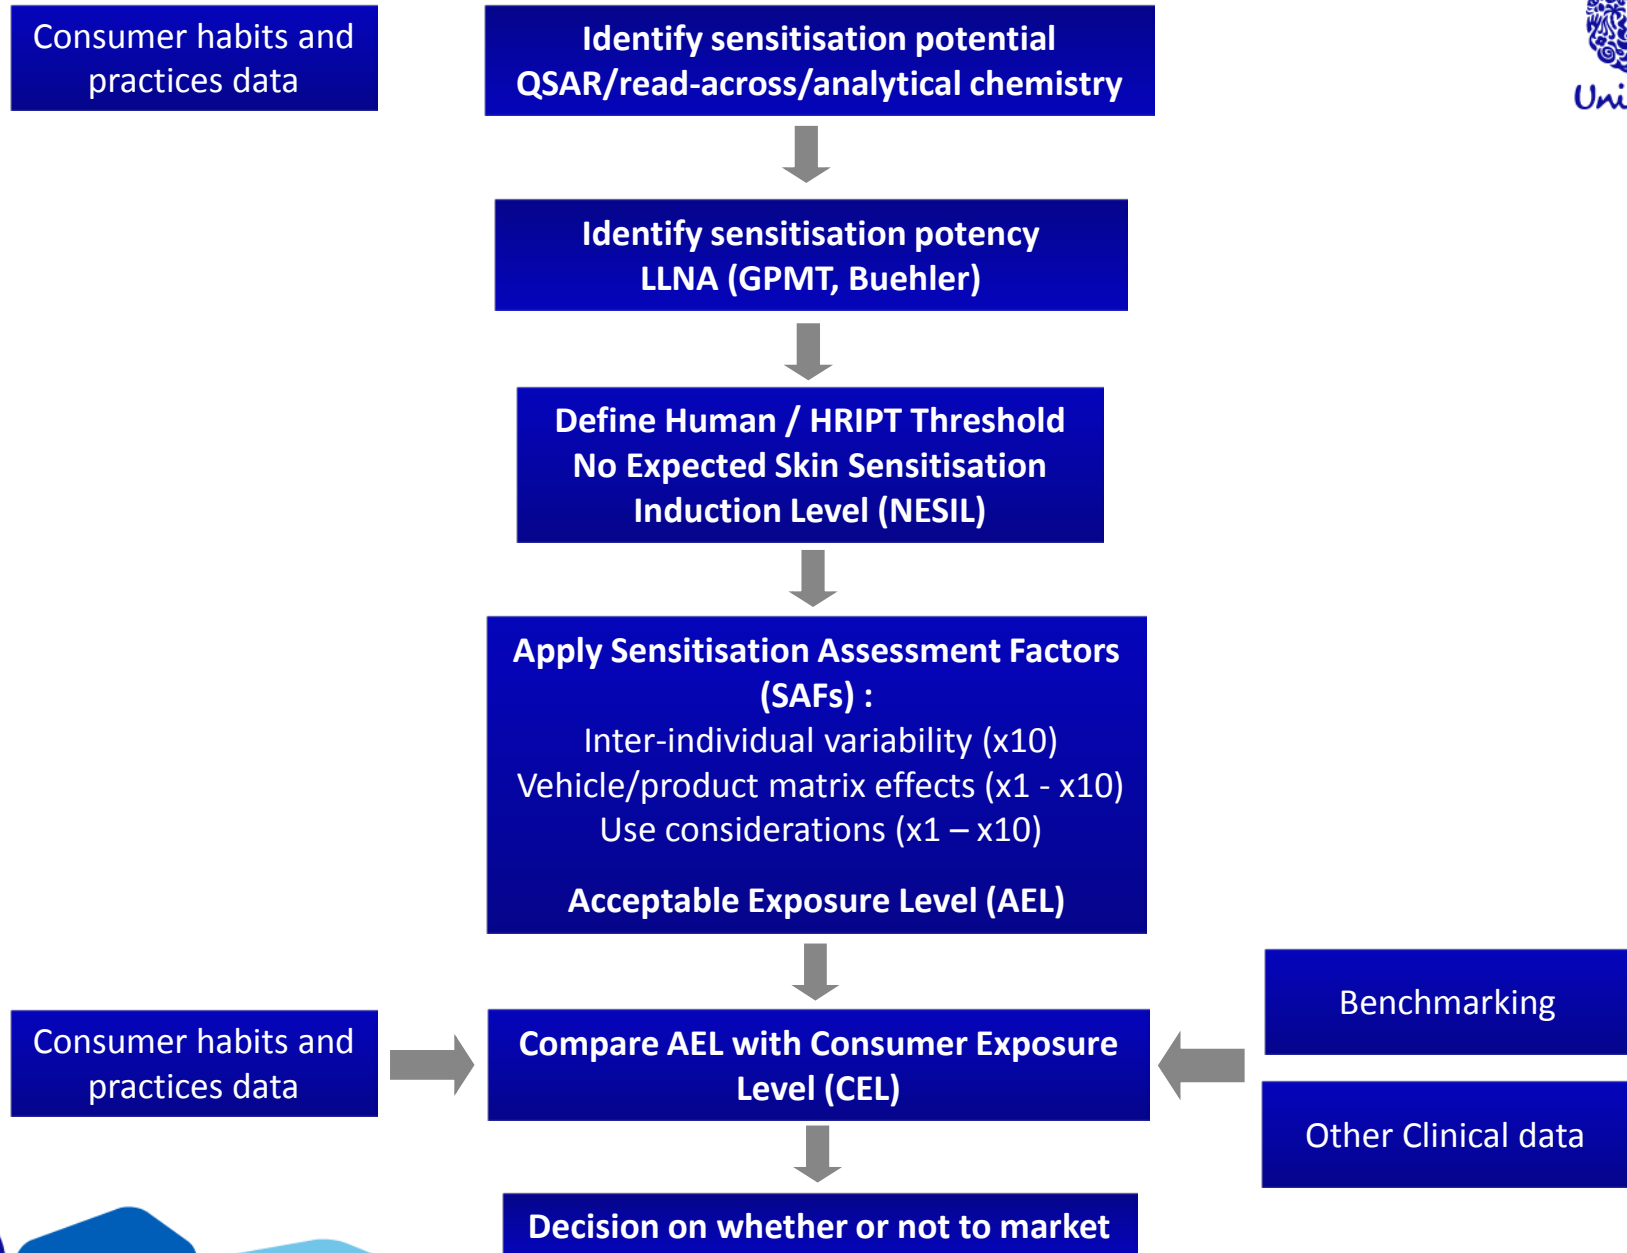 Consumer habits and
practices data
Identify sensitisation potential
QSAR/read-across/analytical chemistry
Identify sensitisation potency
LLNA (GPMT, Buehler)
Define Human / HRIPT Threshold
No Expected Skin Sensitisation
Induction Level (NESIL)
Apply Sensitisation Assessment Factors
(SAFs) :
Inter-individual variability (x10)
Vehicle/product matrix effects (x1 - x10)
Use considerations (x1 – x10)
Acceptable Exposure Level (AEL)
Consumer habits and
practices data
Compare AEL with Consumer Exposure
Level (CEL)
Benchmarking
Other Clinical data
Decision on whether or not to market